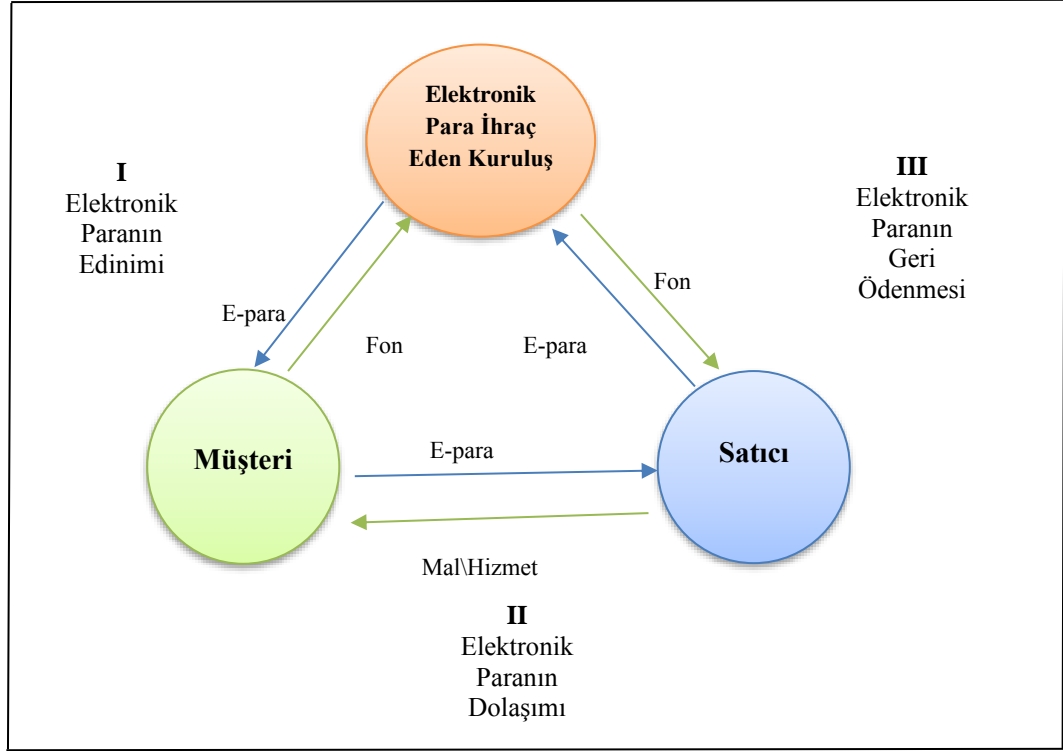 Elektronik
Para İhraç
Eden Kuruluş
I
Elektronik
Paranın
Edinimi
III
Elektronik
Paranın
Geri
Ödenmesi
E-para
Fon
E-para
Fon
Müşteri
E-para
Satıcı
Mal\Hizmet
II
Elektronik
Paranın
Dolaşımı